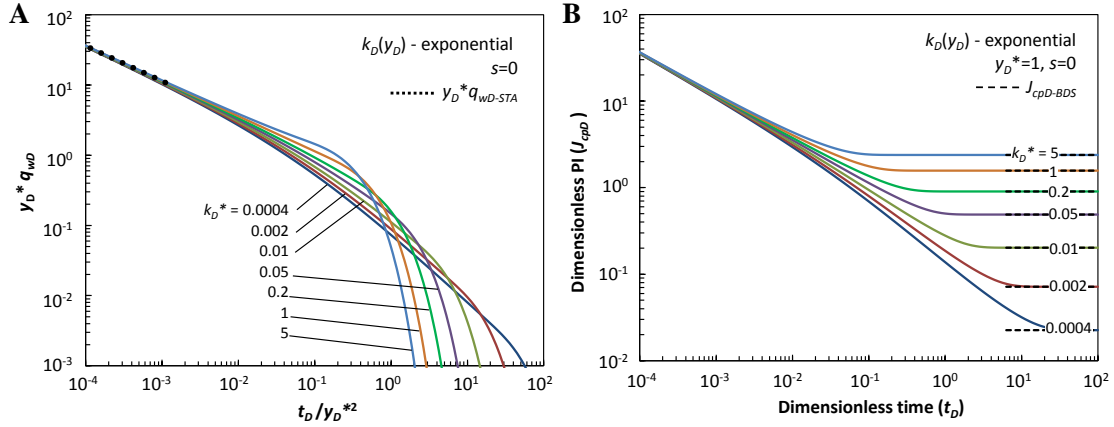 A
10²
10¹
10⁰
10⁻¹
10⁻²
10⁻³
y_D* q_wD
k_D(y_D) - exponential
s=0
y_D* q_wD-STA
k_D* = 0.0004
0.002
0.01
0.05
0.2
1
5
10⁻⁴ 10⁻³ 10⁻² 10⁻¹ 10⁰ 10¹ 10²
t_D/y_D*²
B
10²
10¹
10⁰
10⁻¹
10⁻²
Dimensionless PI (J_cpD)
k_D(y_D) - exponential
y_D*=1, s=0
J_cpD-BDS
k_D* = 5
1
0.2
0.05
0.01
0.002
0.0004
10⁻⁴ 10⁻³ 10⁻² 10⁻¹ 10⁰ 10¹ 10²
Dimensionless time (t_D)